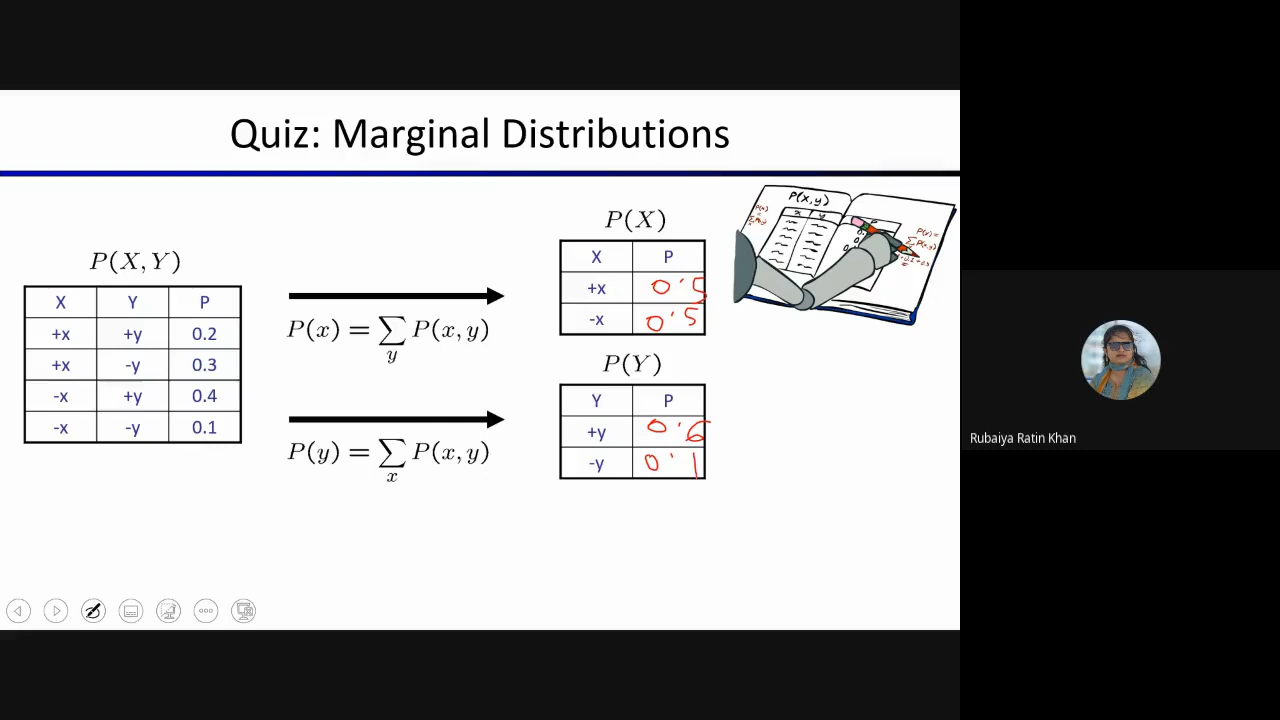 Quiz: Marginal Distributions
P(X, Y)
X Y P
+x +y 0.2
+x -y 0.3
-x +y 0.4
-x -y 0.1
P(x) = ∑ P(x, y)
y
P(y) = ∑ P(x, y)
x
P(X)
X P
+x 0.5
-x 0.5
P(Y)
Y P
+y 0.6
-y 0.1
P(X,Y)
X Y
Rubaiya Ratin Khan